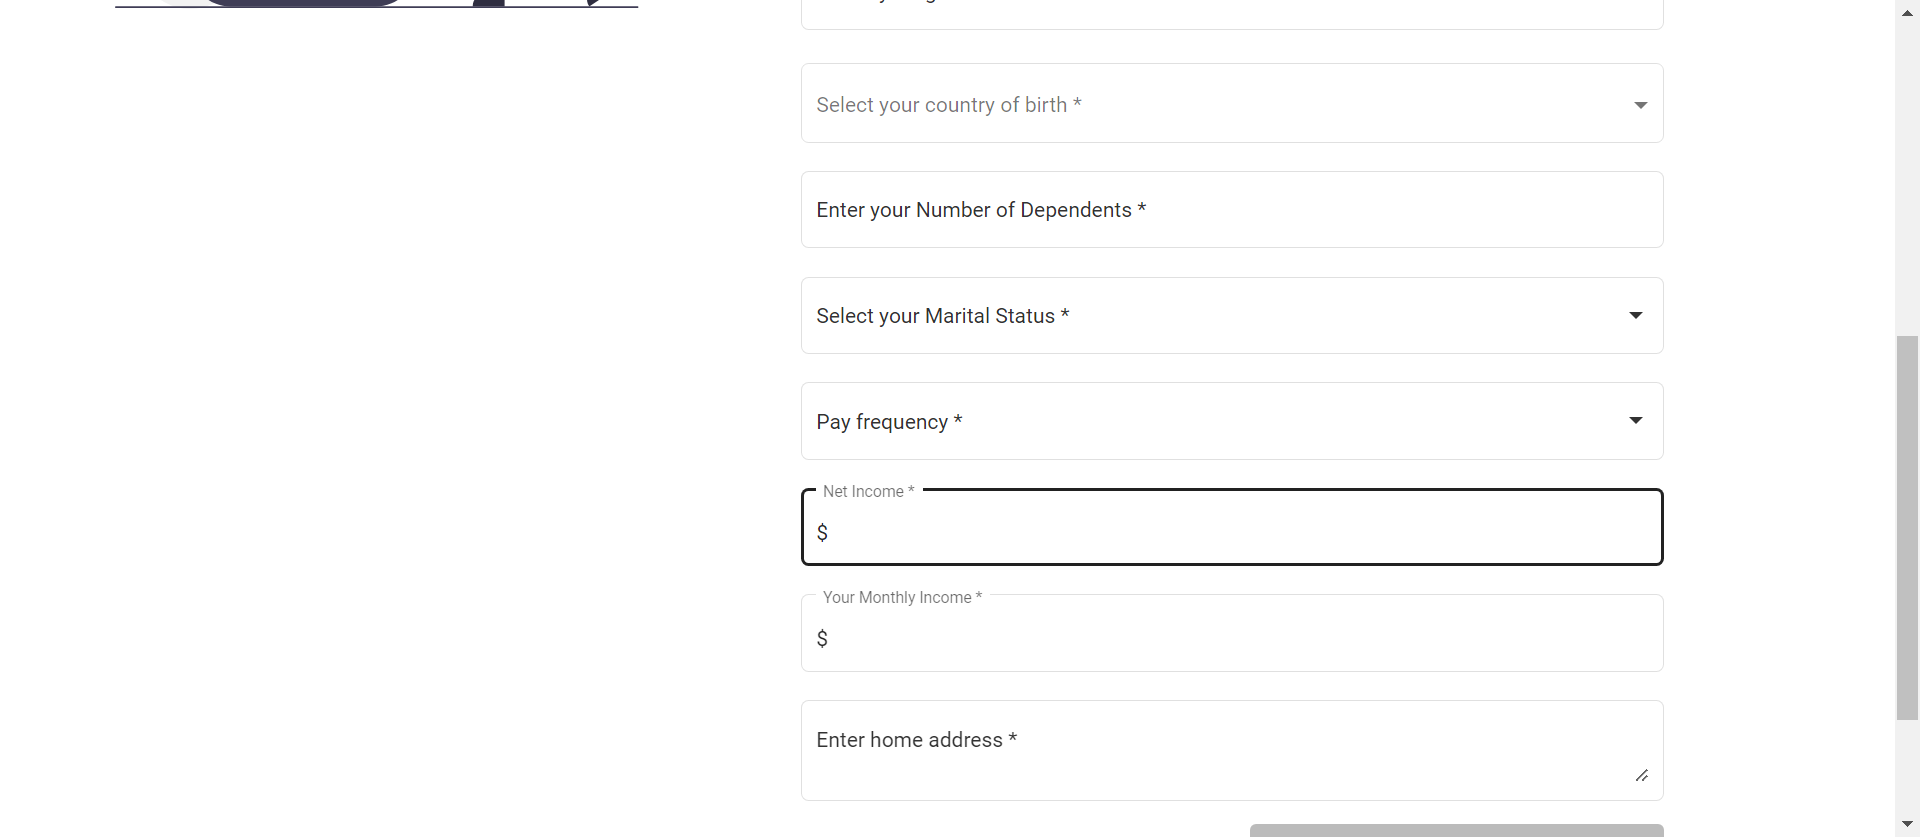 Select your country of birth *
Enter your Number of Dependents *
Select your Marital Status *
Pay frequency *
Net Income *
$
Your Monthly Income *
$
Enter home address *